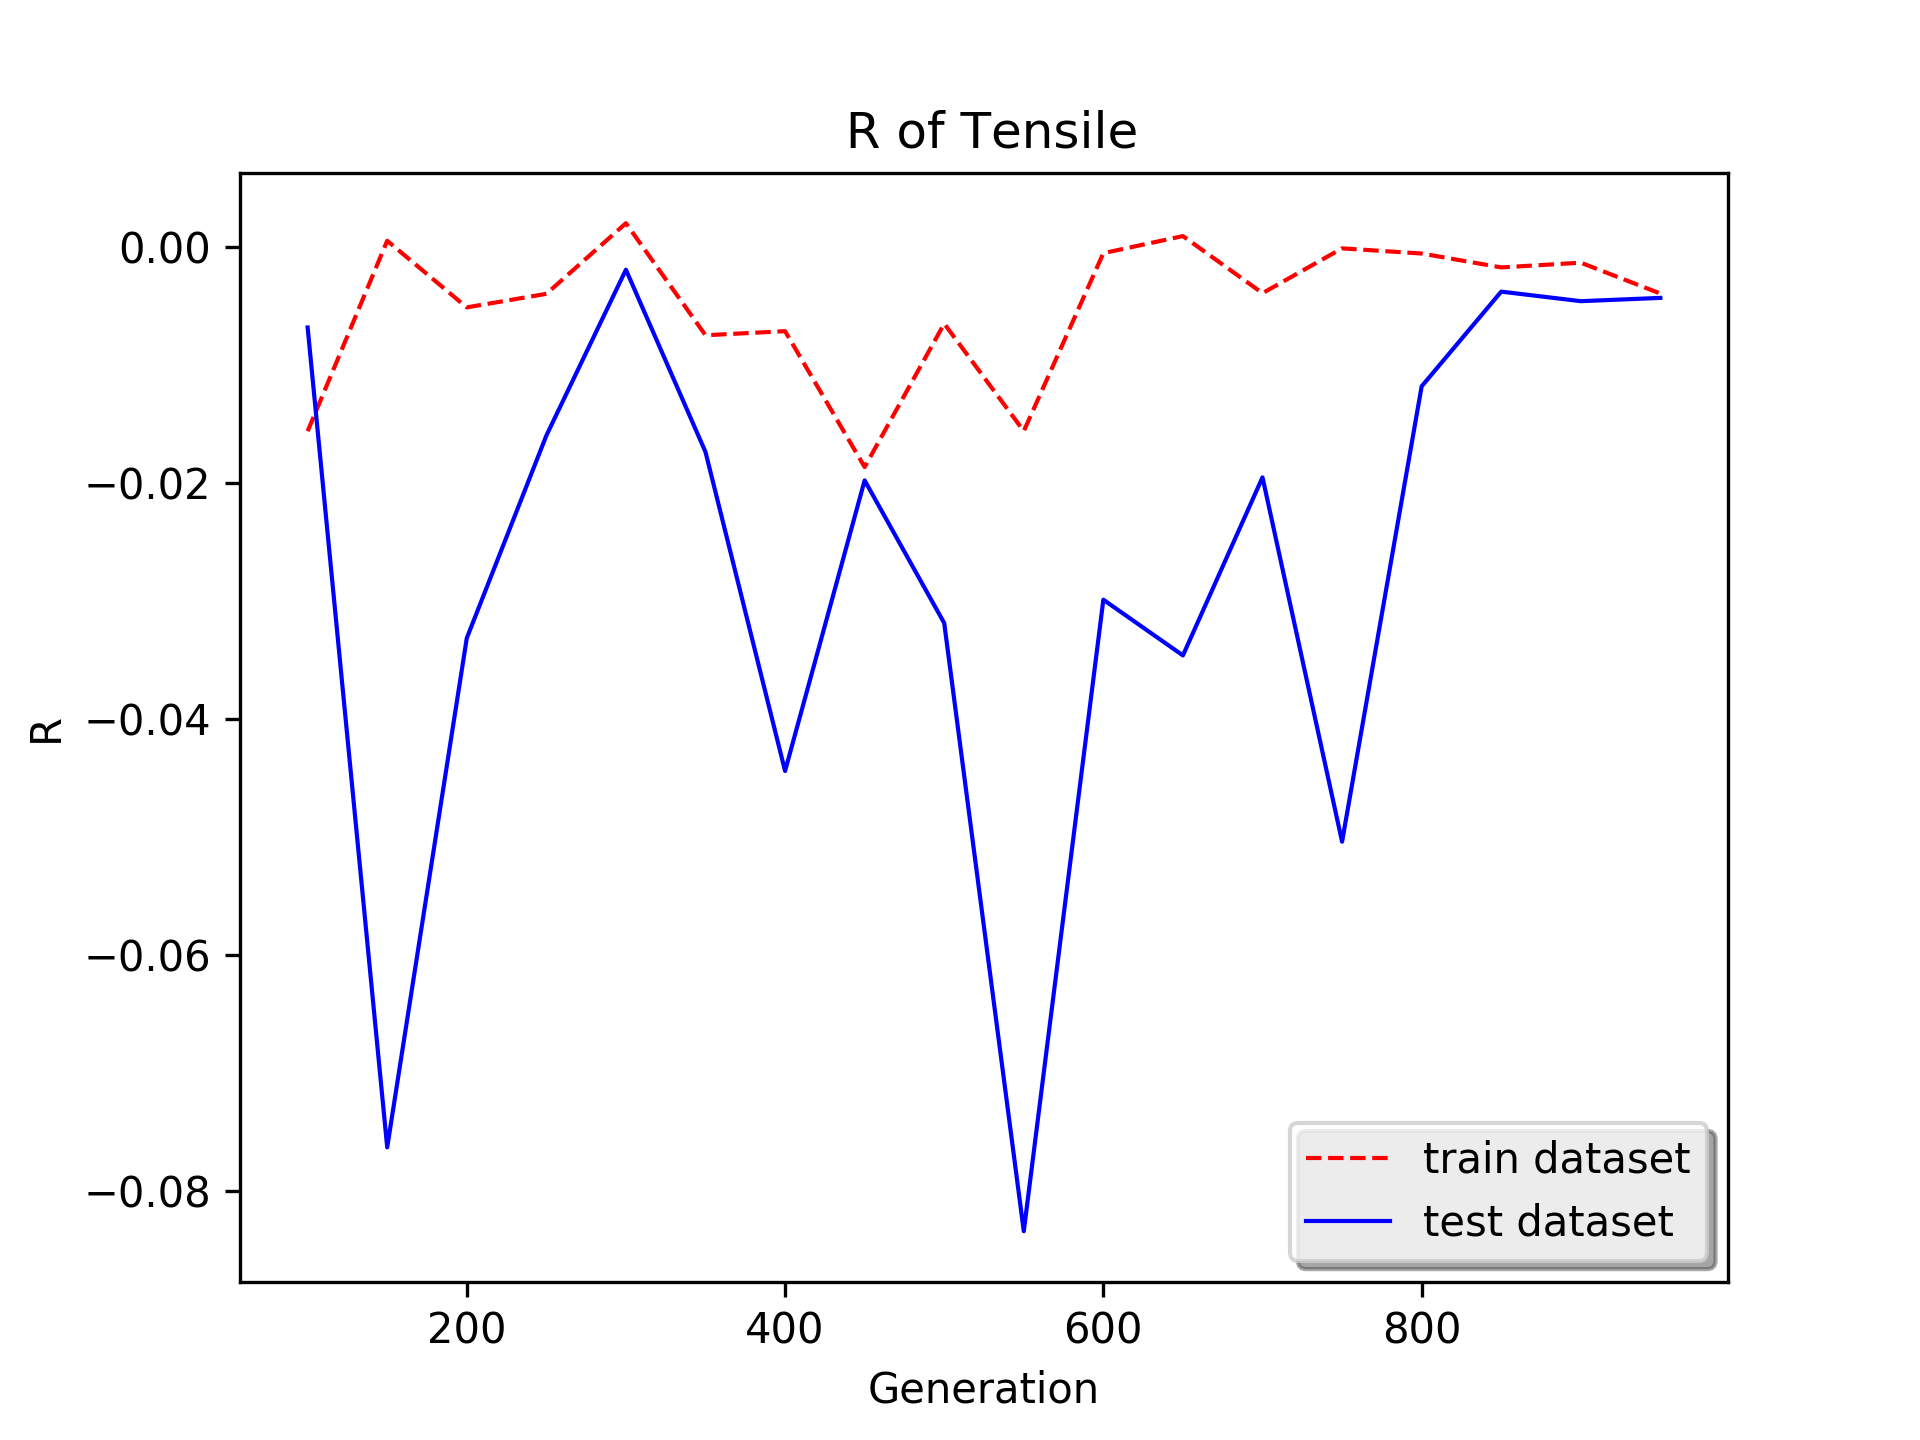 R of Tensile
0.00
−0.02
−0.04
−0.06
−0.08
R
200 400 600 800
Generation
train dataset
test dataset